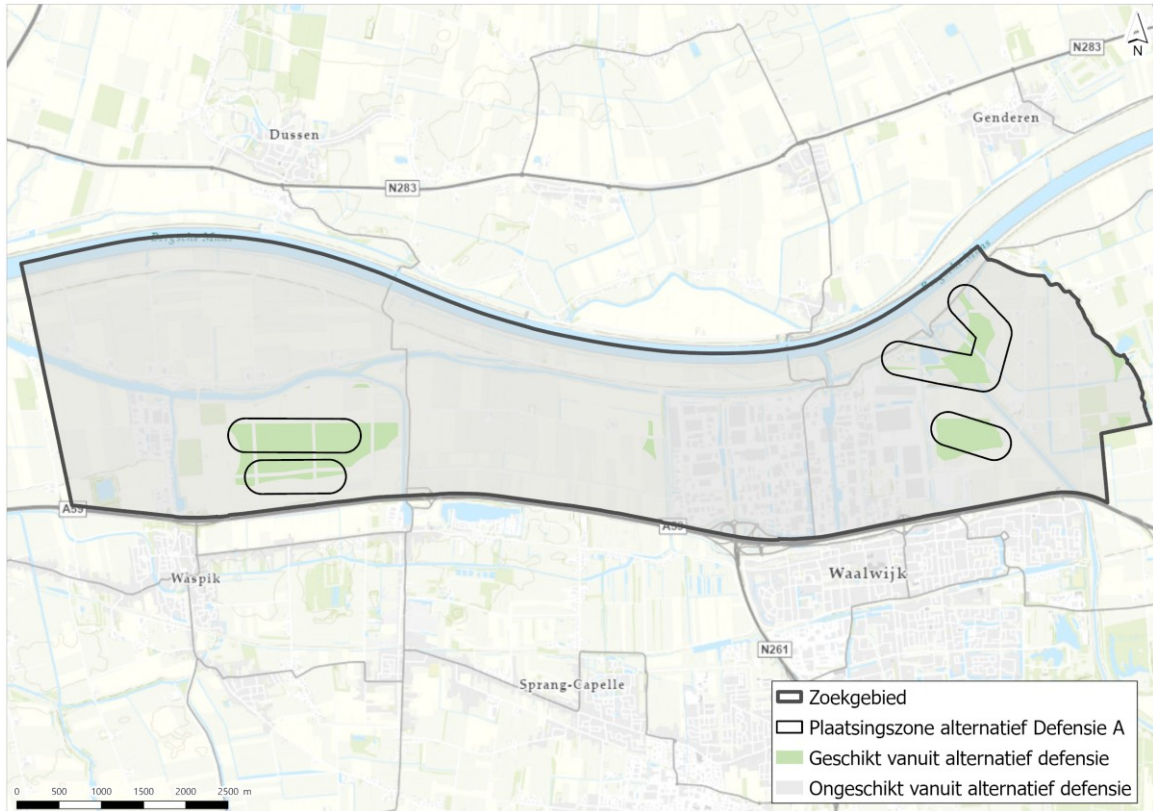 N
N283
Genderen
Dussen
N283
Bergsche Maas
A59
A59
Waspik
Waalwijk
N261
Sprang-Capelle
Zoekgebied
Plaatsingszone alternatief Defensie A
Geschikt vanuit alternatief defensie
Ongeschikt vanuit alternatief defensie
0 500 1000 1500 2000 2500 m